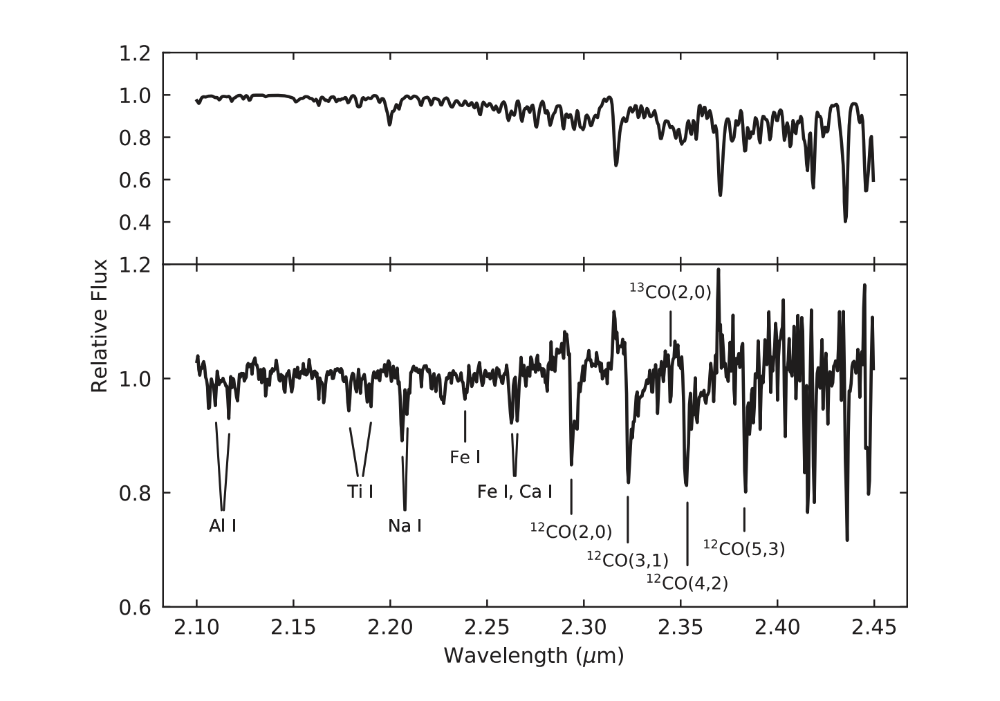 1.2
1.0
0.8
0.6
0.4
1.2
1.0
0.8
0.6
Relative Flux
¹³CO(2,0)
Fe I
Ti I
Fe I, Ca I
Al I
Na I
¹²CO(2,0)
¹²CO(5,3)
¹²CO(3,1)
¹²CO(4,2)
2.10 2.15 2.20 2.25 2.30 2.35 2.40 2.45
Wavelength (μm)